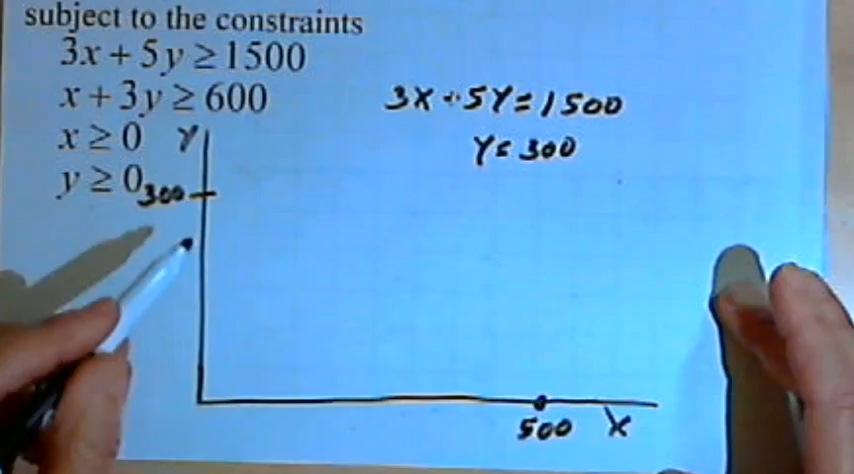 subject to the constraints
3x + 5y ≥ 1500
x + 3y ≥ 600
x ≥ 0
y ≥ 0
3X + 5Y = 1500
Y = 300
Y
300
500
X